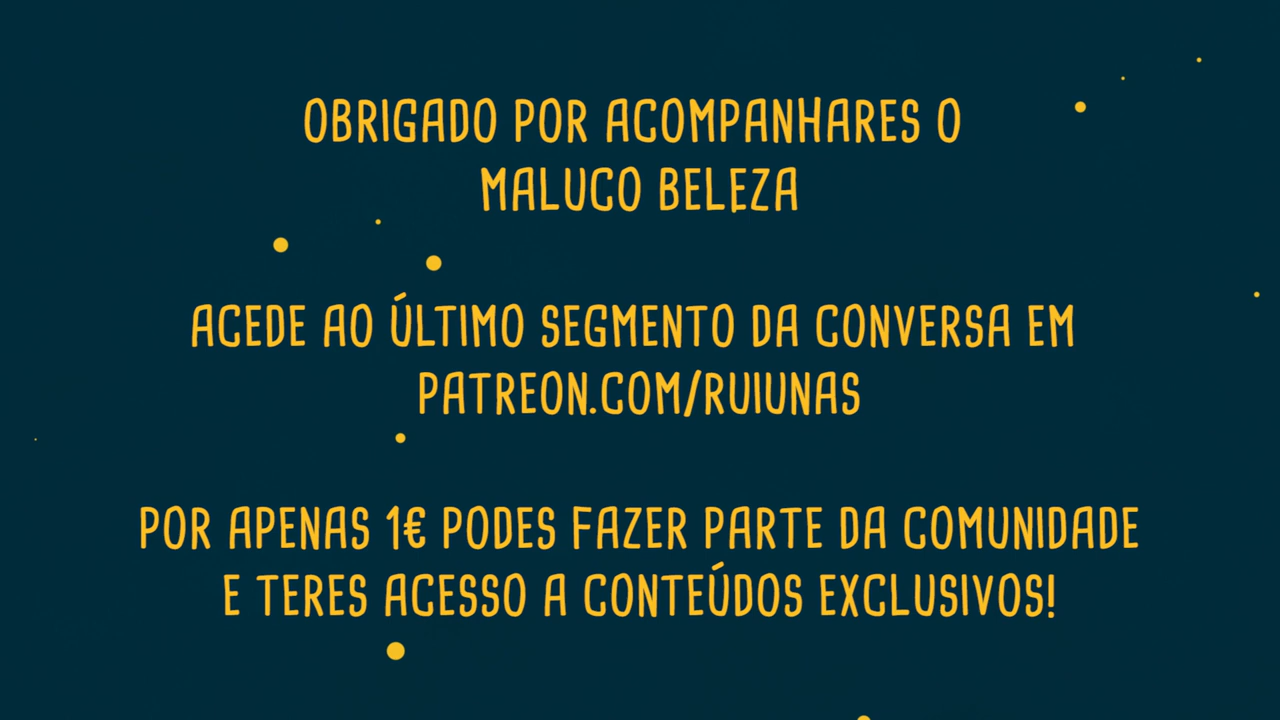 OBRIGADO POR ACOMPANHARES O
MALUCO BELEZA
ACEDE AO ÚLTIMO SEGMENTO DA CONVERSA EM
PATREON.COM/RUIUNAS
POR APENAS 1€ PODES FAZER PARTE DA COMUNIDADE
E TERES ACESSO A CONTEÚDOS EXCLUSIVOS!